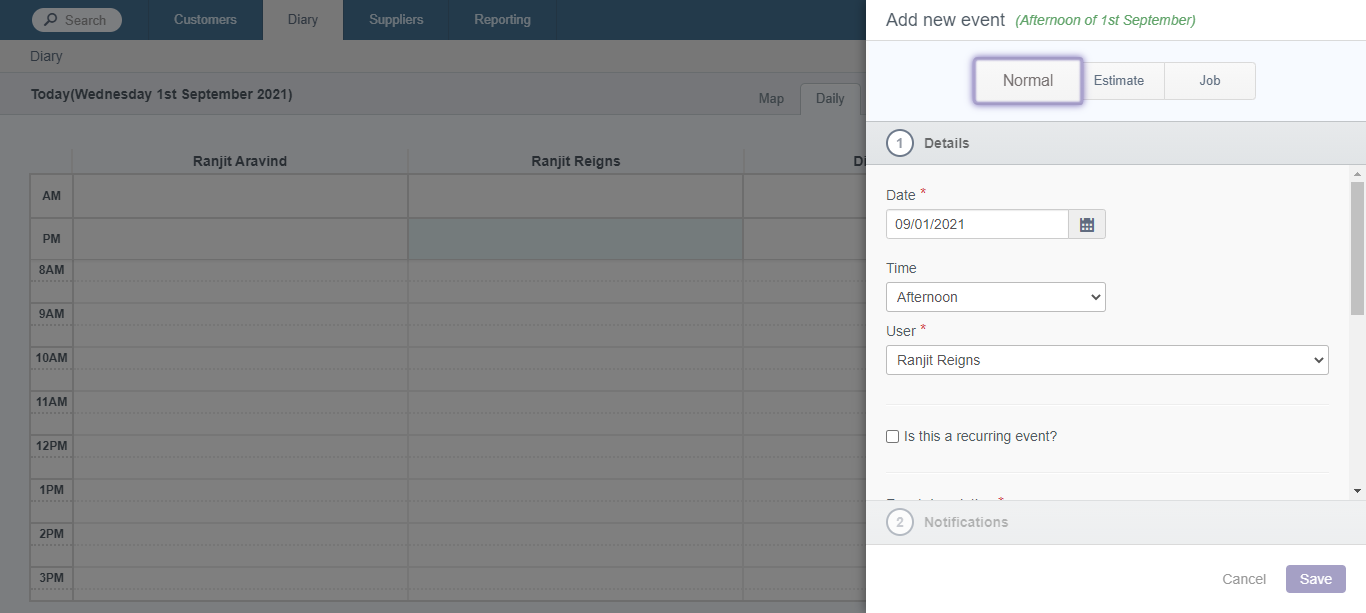 Search Customers Diary Suppliers Reporting
Diary
Today(Wednesday 1st September 2021)
Map Daily
Ranjit Aravind Ranjit Reigns
AM
PM
8AM
9AM
10AM
11AM
12PM
1PM
2PM
3PM
Add new event (Afternoon of 1st September)
Normal Estimate Job
1 Details
Date *
09/01/2021
Time
Afternoon
User *
Ranjit Reigns
Is this a recurring event?
2 Notifications
Cancel Save